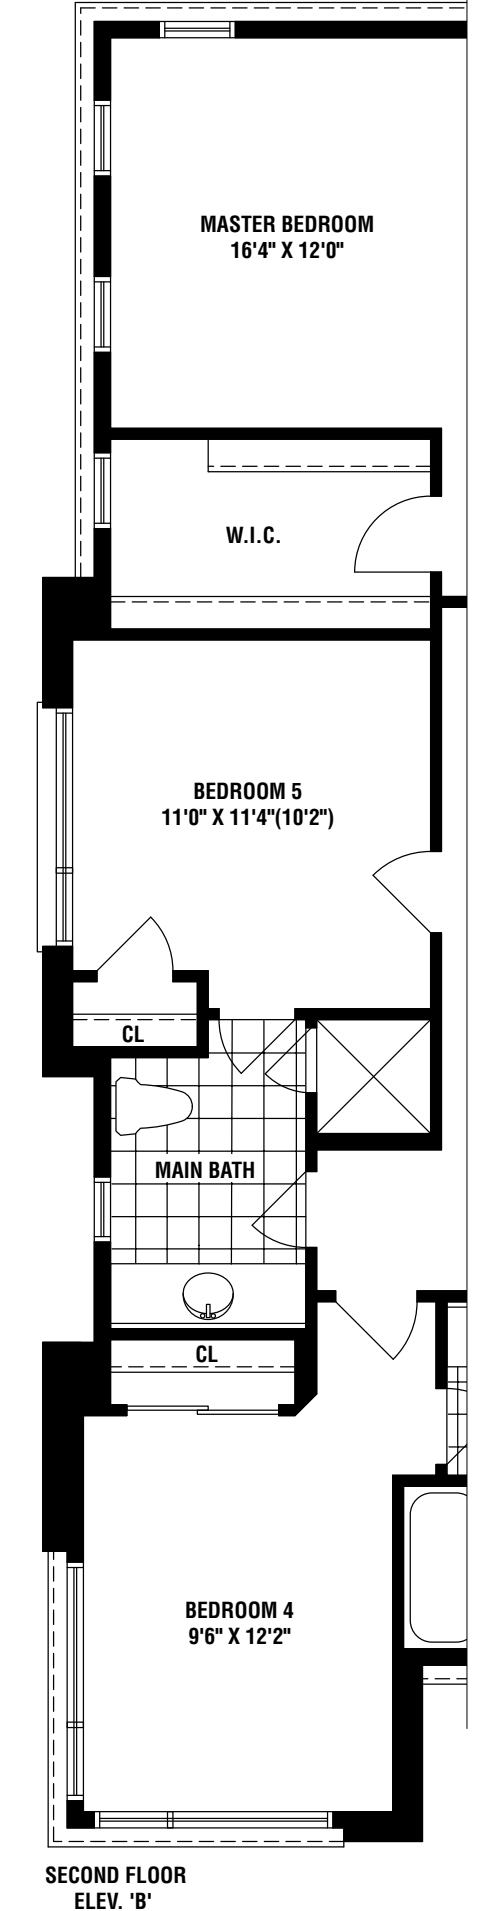 MASTER BEDROOM
16'4" X 12'0"
W.I.C.
BEDROOM 5
11'0" X 11'4"(10'2")
CL
MAIN BATH
CL
BEDROOM 4
9'6" X 12'2"
SECOND FLOOR
ELEV. 'B'